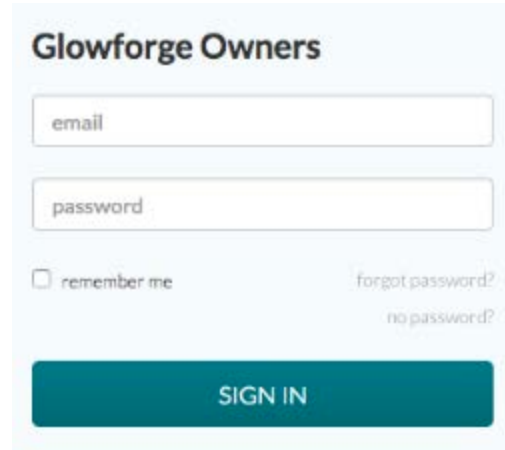 Glowforge Owners
email
password
remember me forgot password?
no password?
SIGN IN